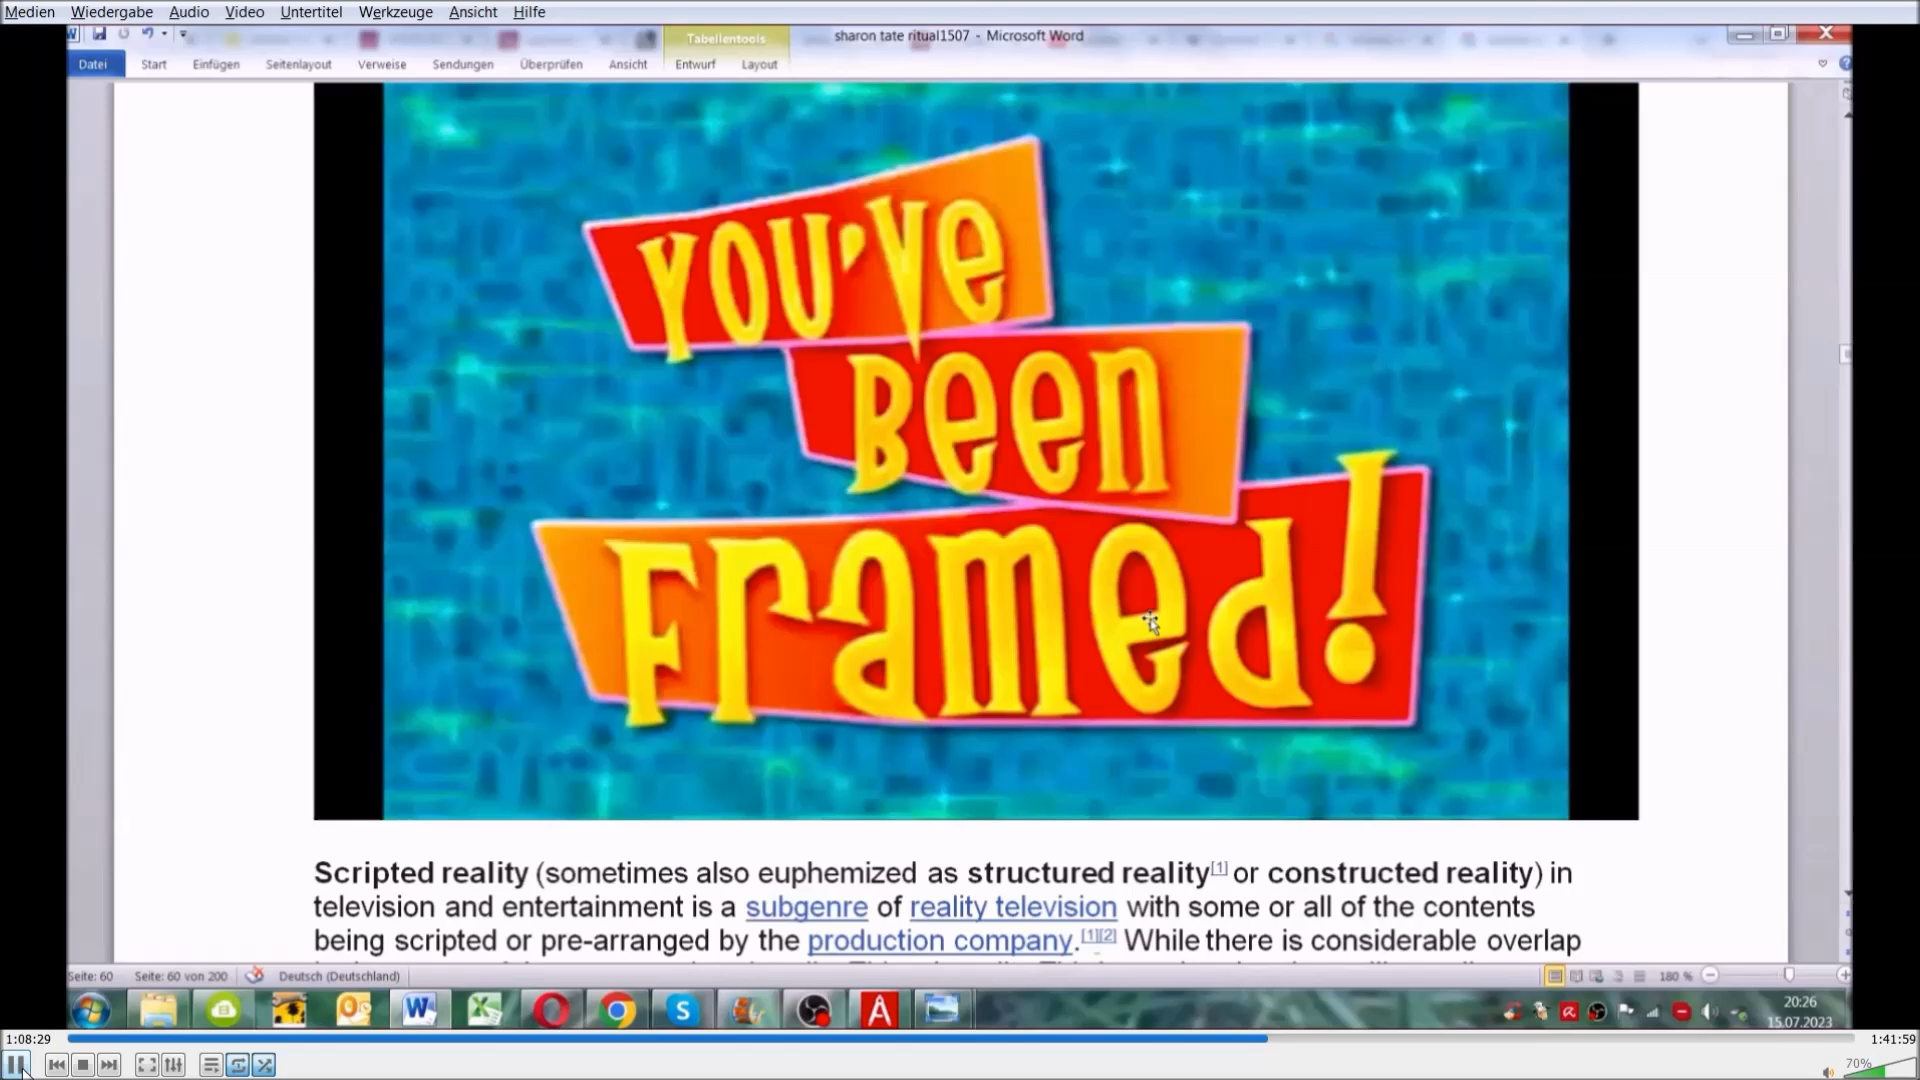 Medien Wiedergabe Audio Video Untertitel Werkzeuge Ansicht Hilfe
Tabellentools
sharon tate ritual1507 - Microsoft Word
Datei Start Einfügen Seitenlayout Verweise Sendungen Überprüfen Ansicht Entwurf Layout
YOU'VE
BEEN
FRAMED!
Scripted reality (sometimes also euphemized as structured reality[1] or constructed reality) in
television and entertainment is a subgenre of reality television with some or all of the contents
being scripted or pre-arranged by the production company.[1][2] While there is considerable overlap
Seite: 60 Seite: 60 von 200 Deutsch (Deutschland) 180 %
20:26
15.07.2023
1:08:29 1:41:59
70%